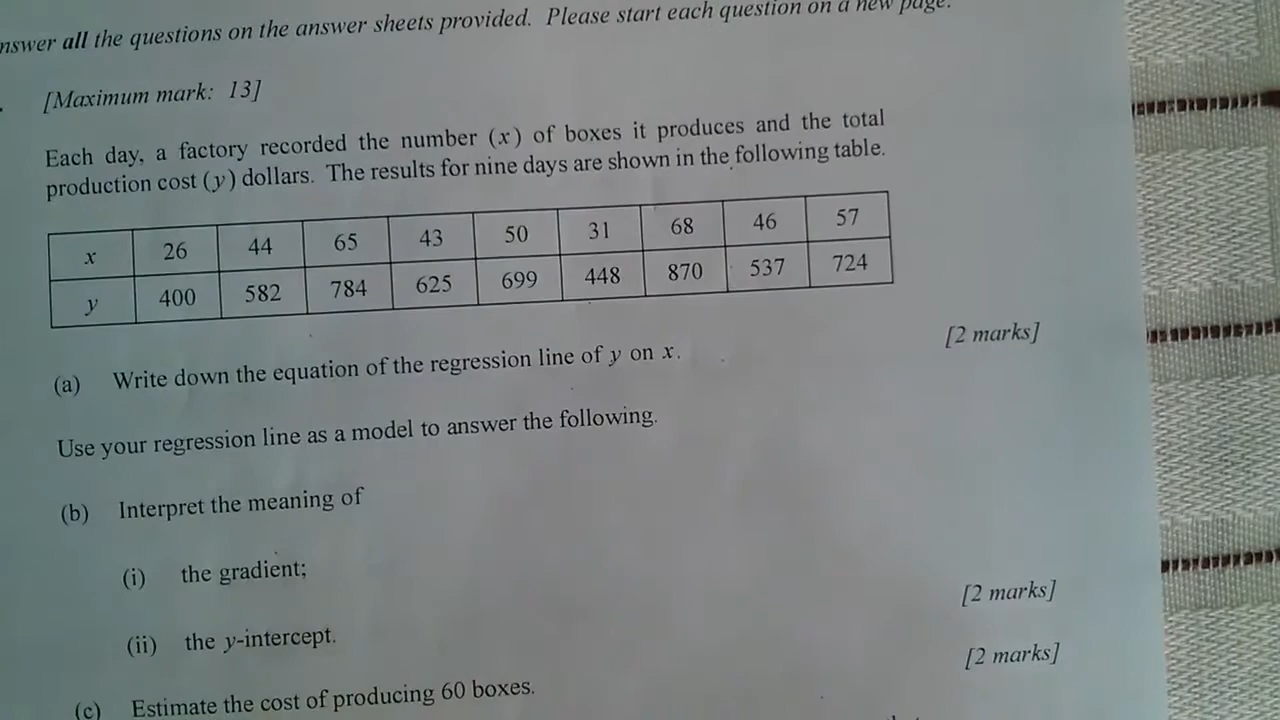 all the questions on the answer sheets provided. Please start each question on a new page.
[Maximum mark: 13]
Each day, a factory recorded the number (x) of boxes it produces and the total
production cost (y) dollars. The results for nine days are shown in the following table.
x 26 44 65 43 50 31 68 46 57
y 400 582 784 625 699 448 870 537 724
[2 marks]
(a) Write down the equation of the regression line of y on x.
Use your regression line as a model to answer the following.
(b) Interpret the meaning of
(i) the gradient;
[2 marks]
(ii) the y-intercept.
[2 marks]
(c) Estimate the cost of producing 60 boxes.